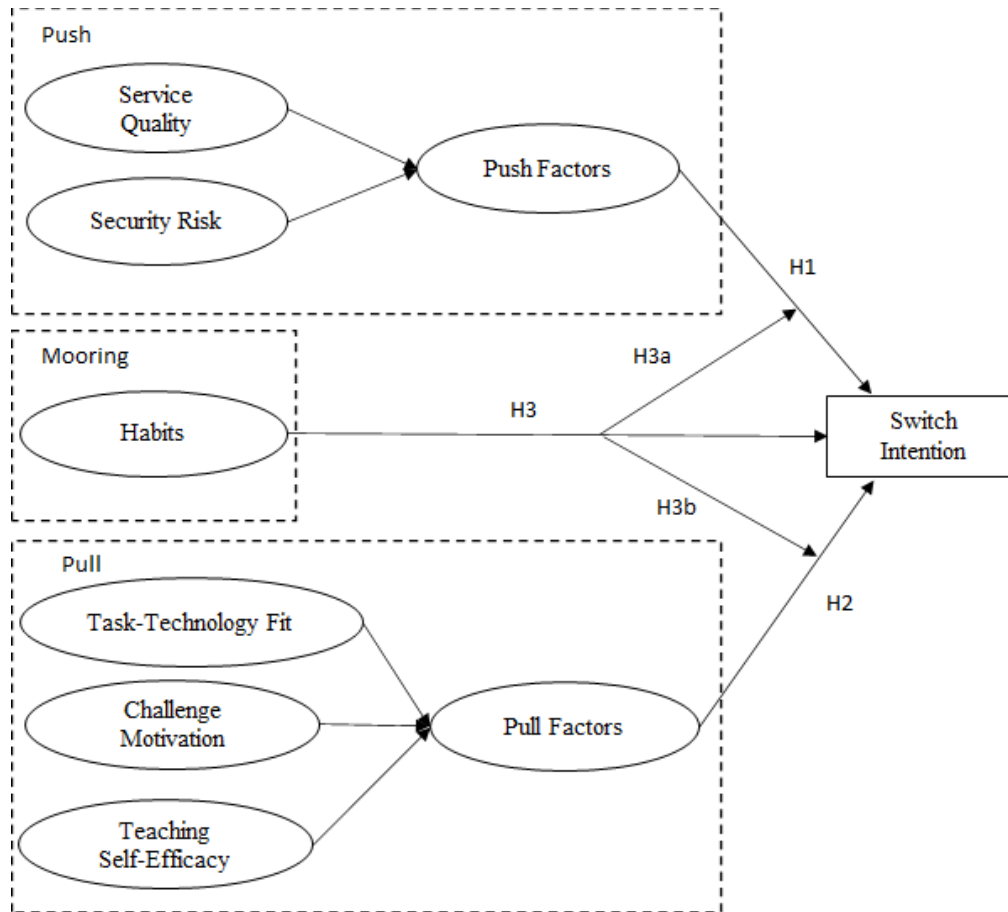 Push
Service
Quality
Push Factors
Security Risk
H1
Mooring
H3a
Habits
H3
Switch
Intention
H3b
Pull
Task-Technology Fit
H2
Challenge
Motivation
Pull Factors
Teaching
Self-Efficacy